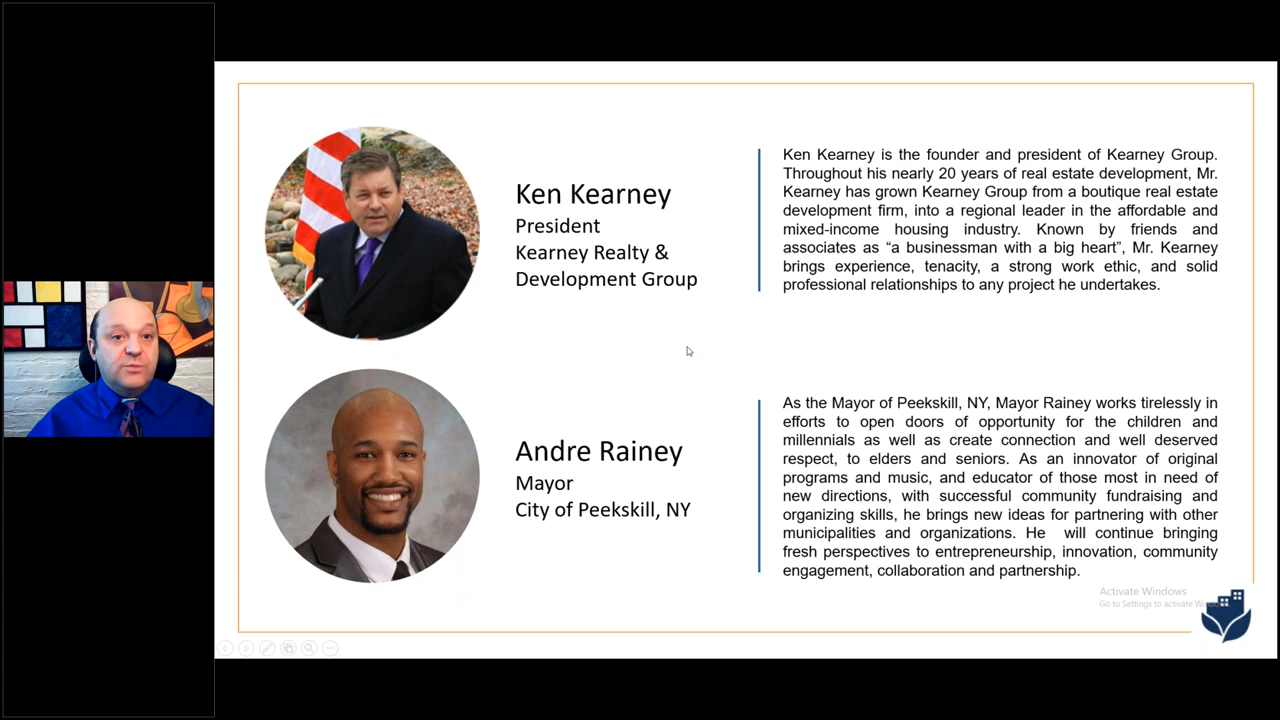 Ken Kearney
President
Kearney Realty &
Development Group
Ken Kearney is the founder and president of Kearney Group.
Throughout his nearly 20 years of real estate development, Mr.
Kearney has grown Kearney Group from a boutique real estate
development firm, into a regional leader in the affordable and
mixed-income housing industry. Known by friends and
associates as “a businessman with a big heart”, Mr. Kearney
brings experience, tenacity, a strong work ethic, and solid
professional relationships to any project he undertakes.
Andre Rainey
Mayor
City of Peekskill, NY
As the Mayor of Peekskill, NY, Mayor Rainey works tirelessly in
efforts to open doors of opportunity for the children and
millennials as well as create connection and well deserved
respect, to elders and seniors. As an innovator of original
programs and music, and educator of those most in need of
new directions, with successful community fundraising and
organizing skills, he brings new ideas for partnering with other
municipalities and organizations. He will continue bringing
fresh perspectives to entrepreneurship, innovation, community
engagement, collaboration and partnership.
Activate Windows
Go to Settings to activate Windows.